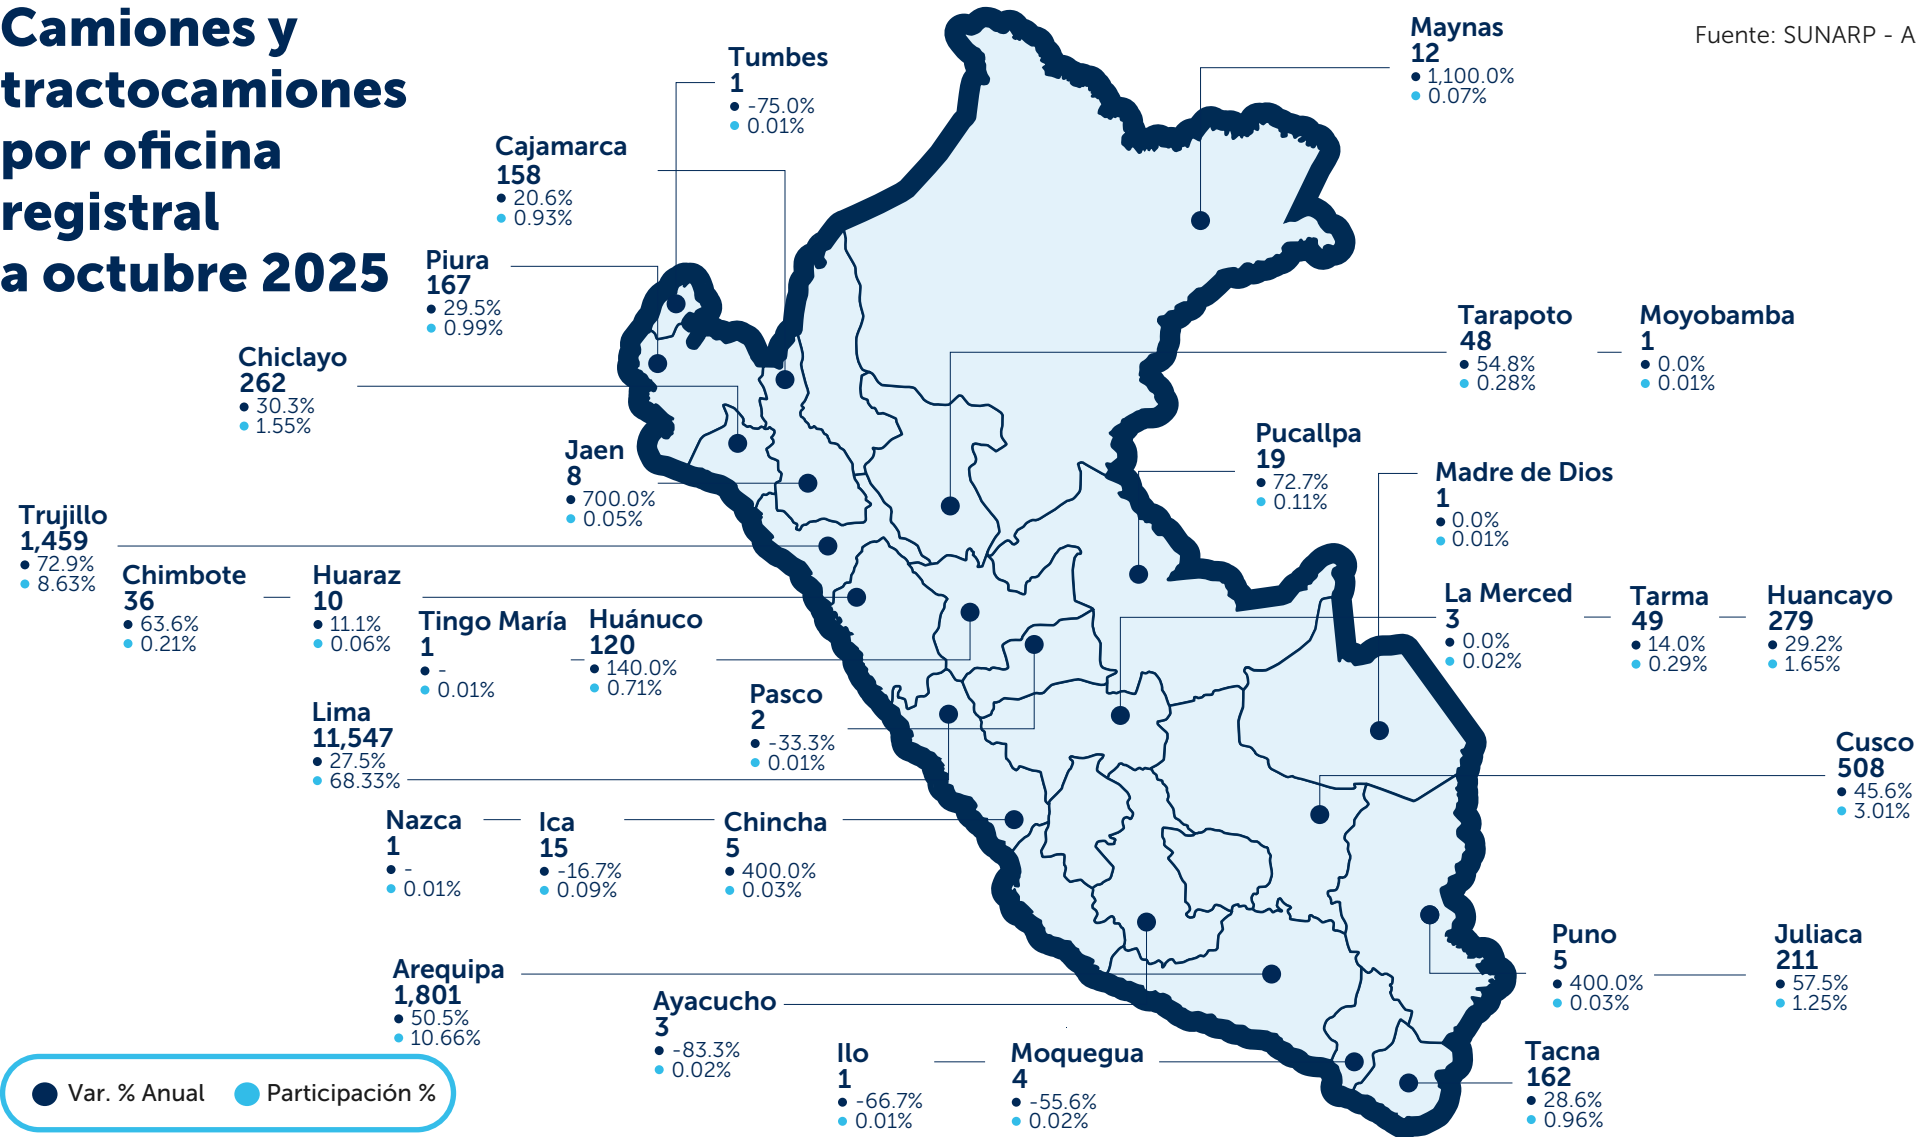 Camiones y
tractocamiones
por oficina
registral
a octubre 2025
Fuente: SUNARP - A
Maynas
12
1,100.0%
0.07%
Tumbes
1
-75.0%
0.01%
Cajamarca
158
20.6%
0.93%
Piura
167
29.5%
0.99%
Chiclayo
262
30.3%
1.55%
Tarapoto
48
54.8%
0.28%
Moyobamba
1
0.0%
0.01%
Jaen
8
700.0%
0.05%
Pucallpa
19
72.7%
0.11%
Madre de Dios
1
0.0%
0.01%
Trujillo
1,459
72.9%
8.63%
Chimbote
36
63.6%
0.21%
Huaraz
10
11.1%
0.06%
Tingo María
1
-
0.01%
Huánuco
120
140.0%
0.71%
La Merced
3
0.0%
0.02%
Tarma
49
14.0%
0.29%
Huancayo
279
29.2%
1.65%
Pasco
2
-33.3%
0.01%
Lima
11,547
27.5%
68.33%
Cusco
508
45.6%
3.01%
Nazca
1
-
0.01%
Ica
15
-16.7%
0.09%
Chincha
5
400.0%
0.03%
Puno
5
400.0%
0.03%
Juliaca
211
57.5%
1.25%
Arequipa
1,801
50.5%
10.66%
Ayacucho
3
-83.3%
0.02%
Ilo
1
-66.7%
0.01%
Moquegua
4
-55.6%
0.02%
Tacna
162
28.6%
0.96%
Var. % Anual
Participación %